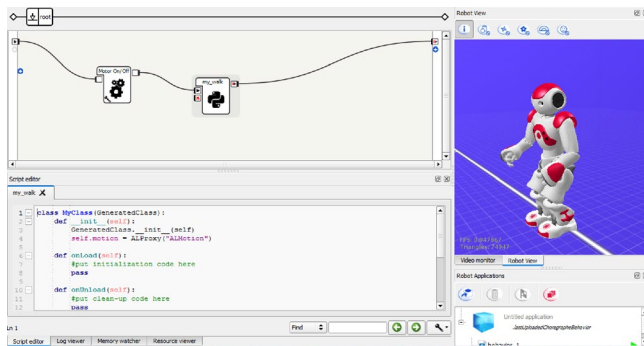 root
Motor On/Off
my_walk
Script editor
my_walk
1 class MyClass(GeneratedClass):
2 def __init__(self):
3 GeneratedClass.__init__(self)
4 self.motion = ALProxy("ALMotion")
5
6 def onLoad(self):
7 #put initialization code here
8 pass
9
10 def onUnload(self):
11 #put clean-up code here
12 pass
Ln 1
Find
Script editor
Log viewer
Memory watcher
Resource viewer
Robot View
Video monitor
Robot View
Robot Applications
Untitled application
.lastUploadedChoregrapheBehavior
behavior_1